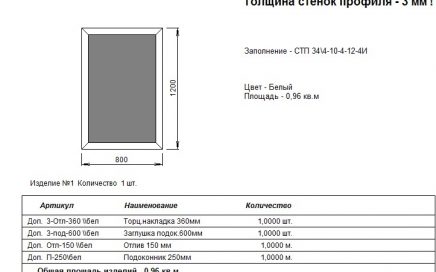 Толщина стенок профиля - 3 мм !
Заполнение - СТП 34\4-10-4-12-4И
Цвет - Белый
Площадь - 0,96 кв.м
1200
800
Изделие №1 Количество 1 шт.
Артикул Наименование Количество
Доп. 3-Отл-360 \\бел Торц.накладка 360мм 1,0000 шт.
Доп. 3-под-600 \\бел Заглушка подок.600мм 1,0000 шт.
Доп. Отл-150 \\бел Отлив 150 мм 1,0000 м.
Доп. П-250\бел Подоконник 250мм 1,0000 м.
Общая площадь изделий 0,96 кв.м